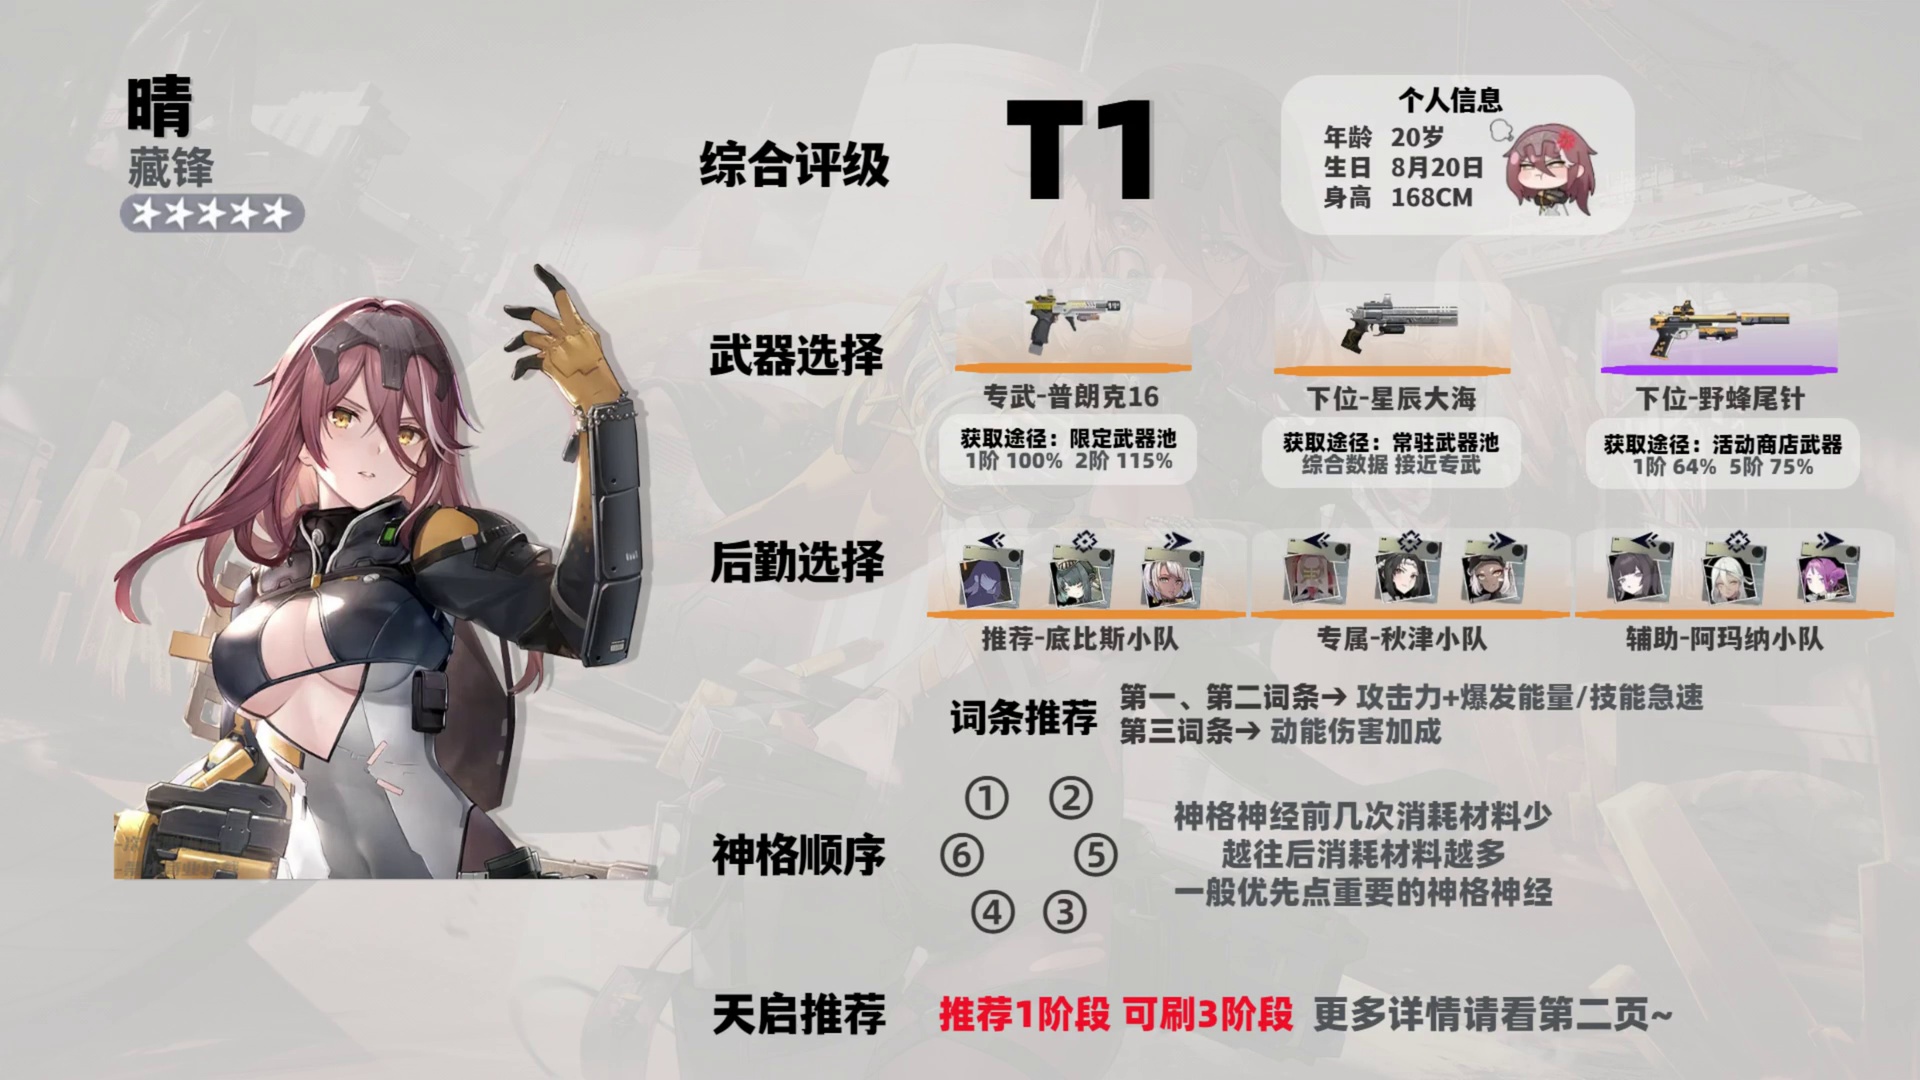 晴
藏锋
综合评级
T1
个人信息
年龄 20岁
生日 8月20日
身高 168CM
武器选择
专武-普朗克16
获取途径：限定武器池
1阶 100% 2阶 115%
下位-星辰大海
获取途径：常驻武器池
综合数据 接近专武
下位-野蜂尾针
获取途径：活动商店武器
1阶 64% 5阶 75%
后勤选择
推荐-底比斯小队
专属-秋津小队
辅助-阿玛纳小队
词条推荐
第一、第二词条→ 攻击力+爆发能量/技能急速
第三词条→ 动能伤害加成
神格顺序
① ②
⑥ ⑤
④ ③
神格神经前几次消耗材料少
越往后消耗材料越多
一般优先点重要的神格神经
天启推荐
推荐1阶段 可刷3阶段 更多详情请看第二页~